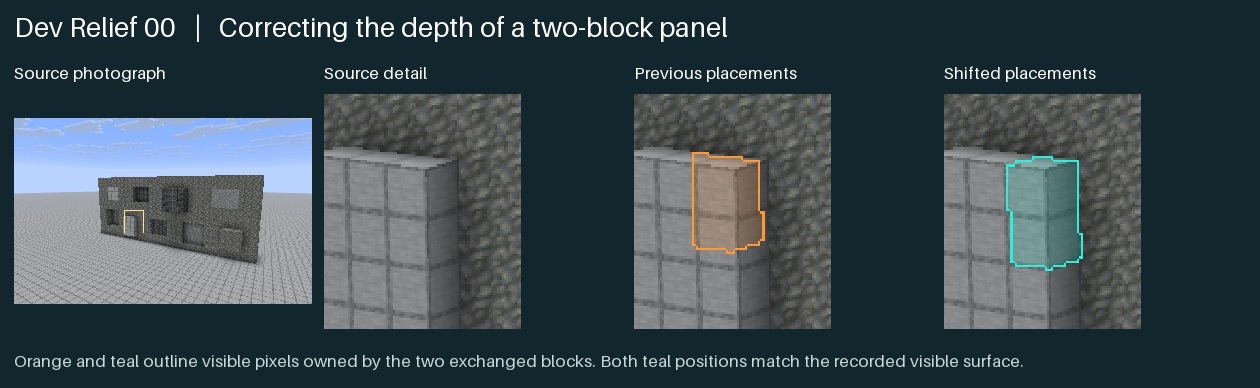 Dev Relief 00 | Correcting the depth of a two-block panel
Source photograph
Source detail
Previous placements
Shifted placements
Orange and teal outline visible pixels owned by the two exchanged blocks. Both teal positions match the recorded visible surface.